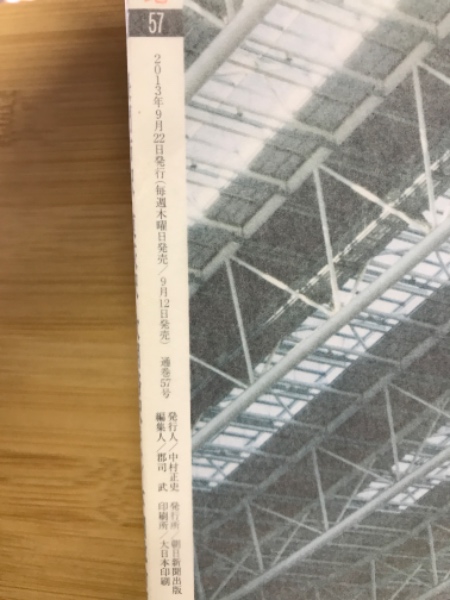 57
2013年9月22日発行(毎週木曜日発売/9月12日発売) 通巻57号
発行人/中村正史 発行所/朝日新聞出版
編集人/郡司 武 印刷所/大日本印刷